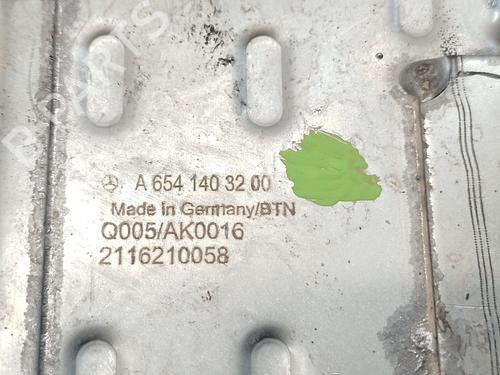 A 654 140 32 00
Made in Germany/BTN
Q005/AK0016
2116210058